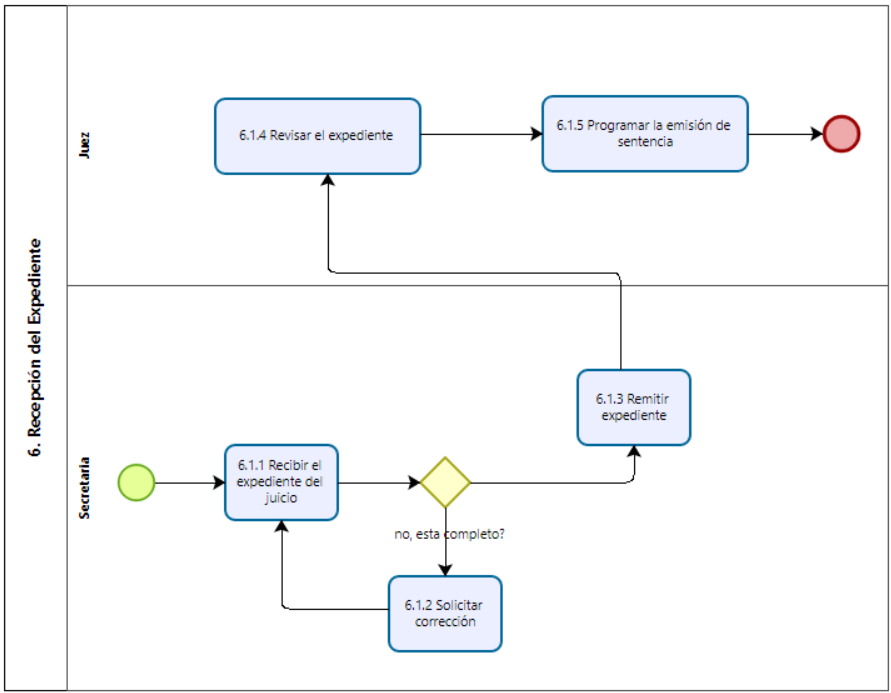 6. Recepción del Expediente
Juez
6.1.4 Revisar el expediente
6.1.5 Programar la emisión de
sentencia
Secretaria
6.1.1 Recibir el
expediente del
juicio
no, esta completo?
6.1.2 Solicitar
corrección
6.1.3 Remitir
expediente